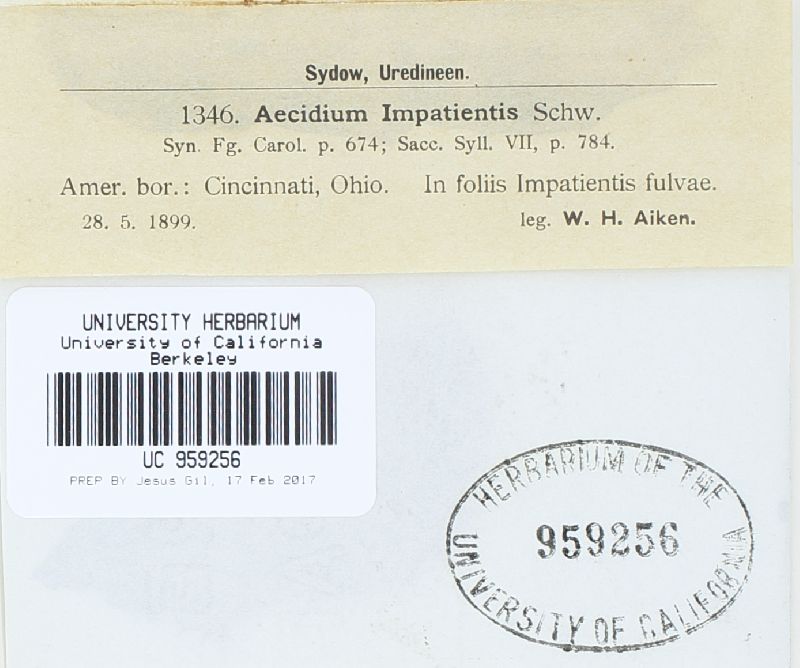 Sydow, Uredineen.
1346. Aecidium Impatientis Schw.
Syn. Fg. Carol. p. 674; Sacc. Syll. VII, p. 784.
Amer. bor.: Cincinnati, Ohio. In foliis Impatientis fulvae.
28. 5. 1899. leg. W. H. Aiken.
UNIVERSITY HERBARIUM
University of California
Berkeley
UC 959256
PREP BY Jesus Gil, 17 Feb 2017
HERBARIUM OF THE
959256
UNIVERSITY OF CALIFORNIA